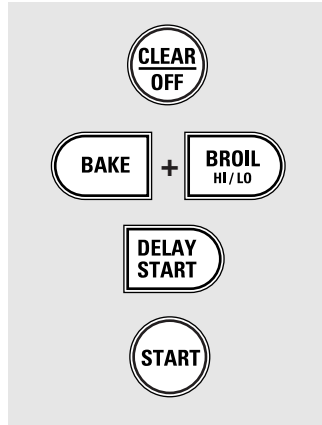 CLEAR
OFF
BAKE + BROIL
HI / LO
DELAY
START
START